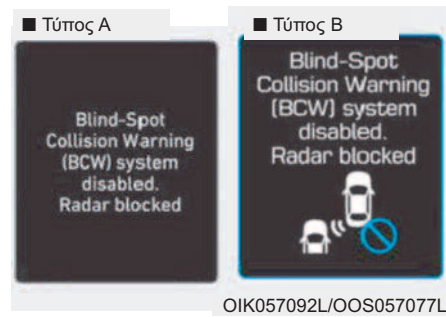 ■ Τύπος A
Blind-Spot
Collision Warning
(BCW) system
disabled.
Radar blocked
■ Τύπος B
Blind-Spot
Collision Warning
(BCW) system
disabled.
Radar blocked
OIK057092L/OOS057077L